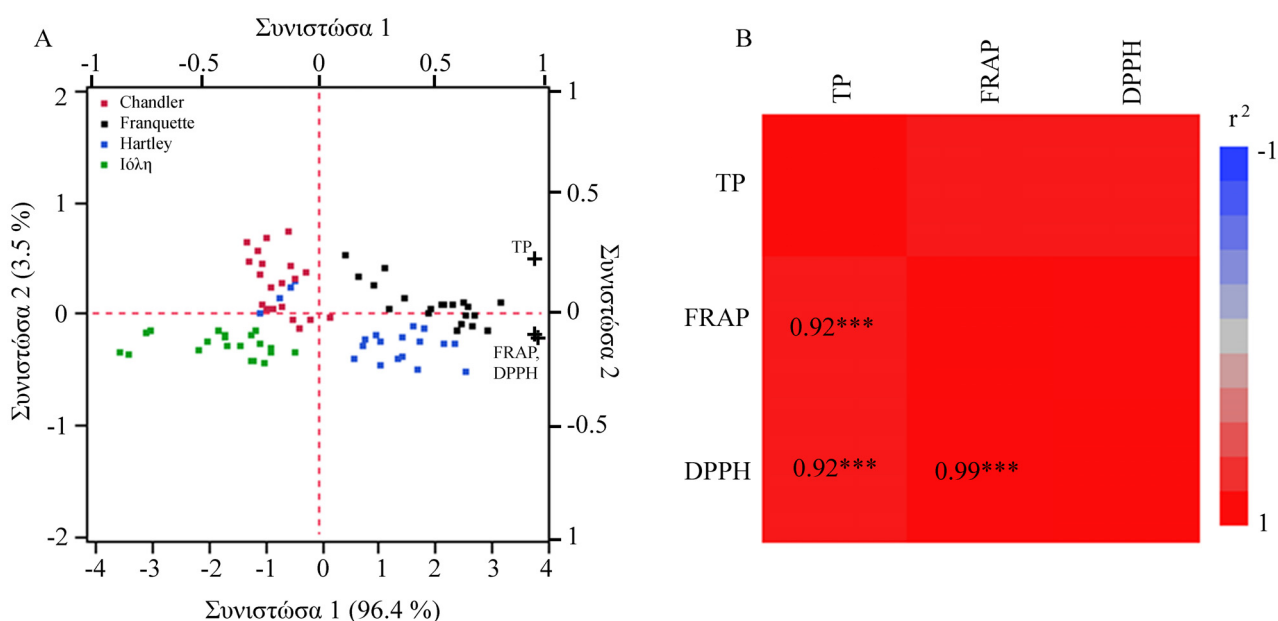 A
Συνιστώσα 1
-1 -0.5 0 0.5 1
2 1 0 -1 -2
Συνιστώσα 2 (3.5 %)
Chandler
Franquette
Hartley
Ιόλη
TP
FRAP,
DPPH
1 0.5 0 -0.5 1
Συνιστώσα 2
-4 -3 -2 -1 0 1 2 3 4
Συνιστώσα 1 (96.4 %)
B
TP FRAP DPPH
TP
FRAP 0.92***
DPPH 0.92*** 0.99***
r²
-1
1